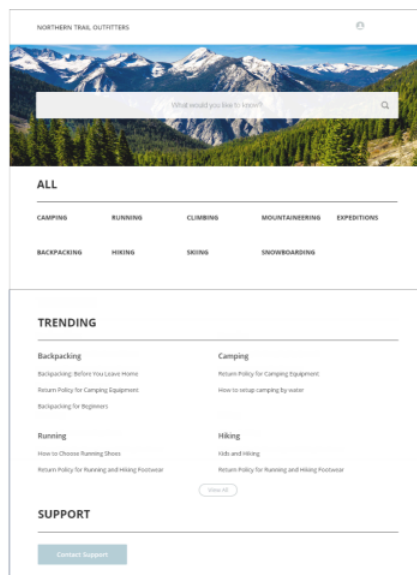 NORTHERN TRAIL OUTFITTERS
What would you like to know?
ALL
CAMPING RUNNING CLIMBING MOUNTAINEERING EXPEDITIONS
BACKPACKING HIKING SKIING SNOWBOARDING
TRENDING
Backpacking Camping
Backpacking: Before You Leave Home Return Policy for Camping Equipment
Return Policy for Camping Equipment How to setup camping by water
Backpacking for Beginners
Running Hiking
How to Choose Running Shoes Kids and Hiking
Return Policy for Running and Hiking Footwear Return Policy for Running and Hiking Footwear
View All
SUPPORT
Contact Support